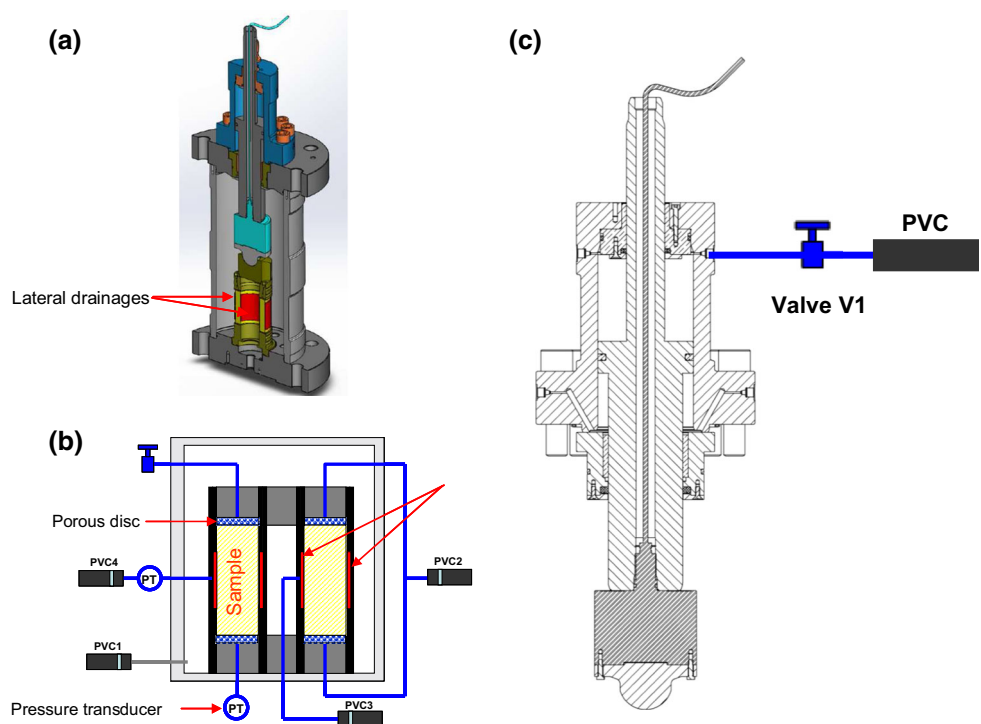 (a)
Lateral drainages
(b)
Porous disc
PVC4
PT
Sample
PVC2
PVC1
Pressure transducer
PT
PVC3
(c)
PVC
Valve V1